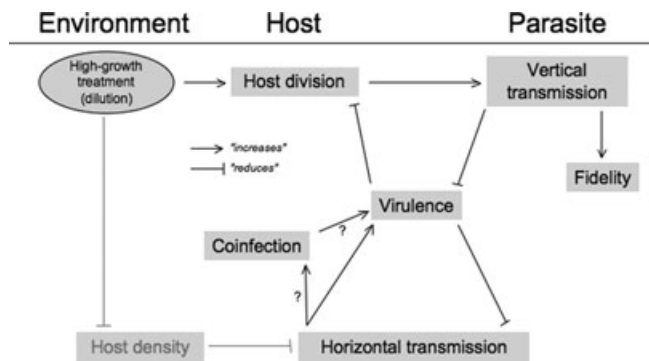 Environment Host Parasite
High-growth
treatment
(dilution)
Host division
Vertical
transmission
"increases"
"reduces"
Fidelity
Virulence
Coinfection
?
?
Host density
Horizontal transmission